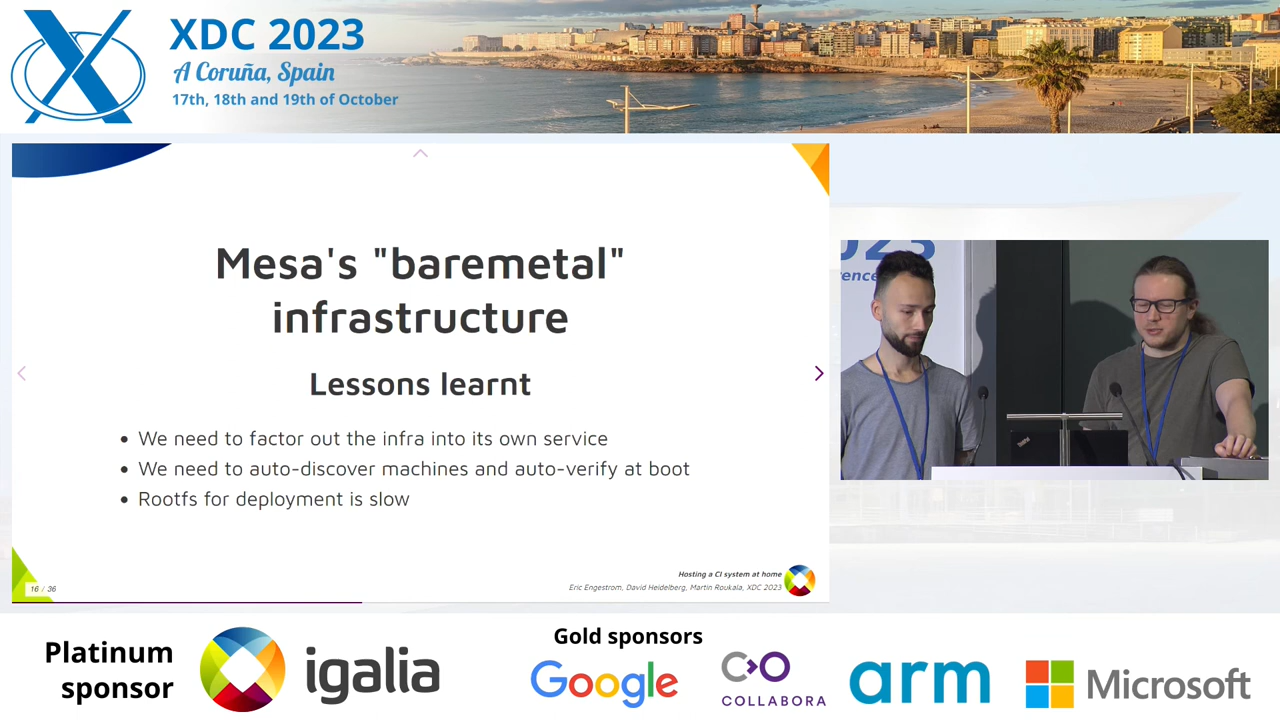 XDC 2023
A Coruña, Spain
17th, 18th and 19th of October
Mesa's "baremetal"
infrastructure
Lessons learnt
We need to factor out the infra into its own service
We need to auto-discover machines and auto-verify at boot
Rootfs for deployment is slow
16 / 36
Hosting a CI system at home
Eric Engestrom, David Heidelberg, Martin Roukala, XDC 2023
Platinum
sponsor
igalia
Gold sponsors
Google
COLLABORA
arm
Microsoft